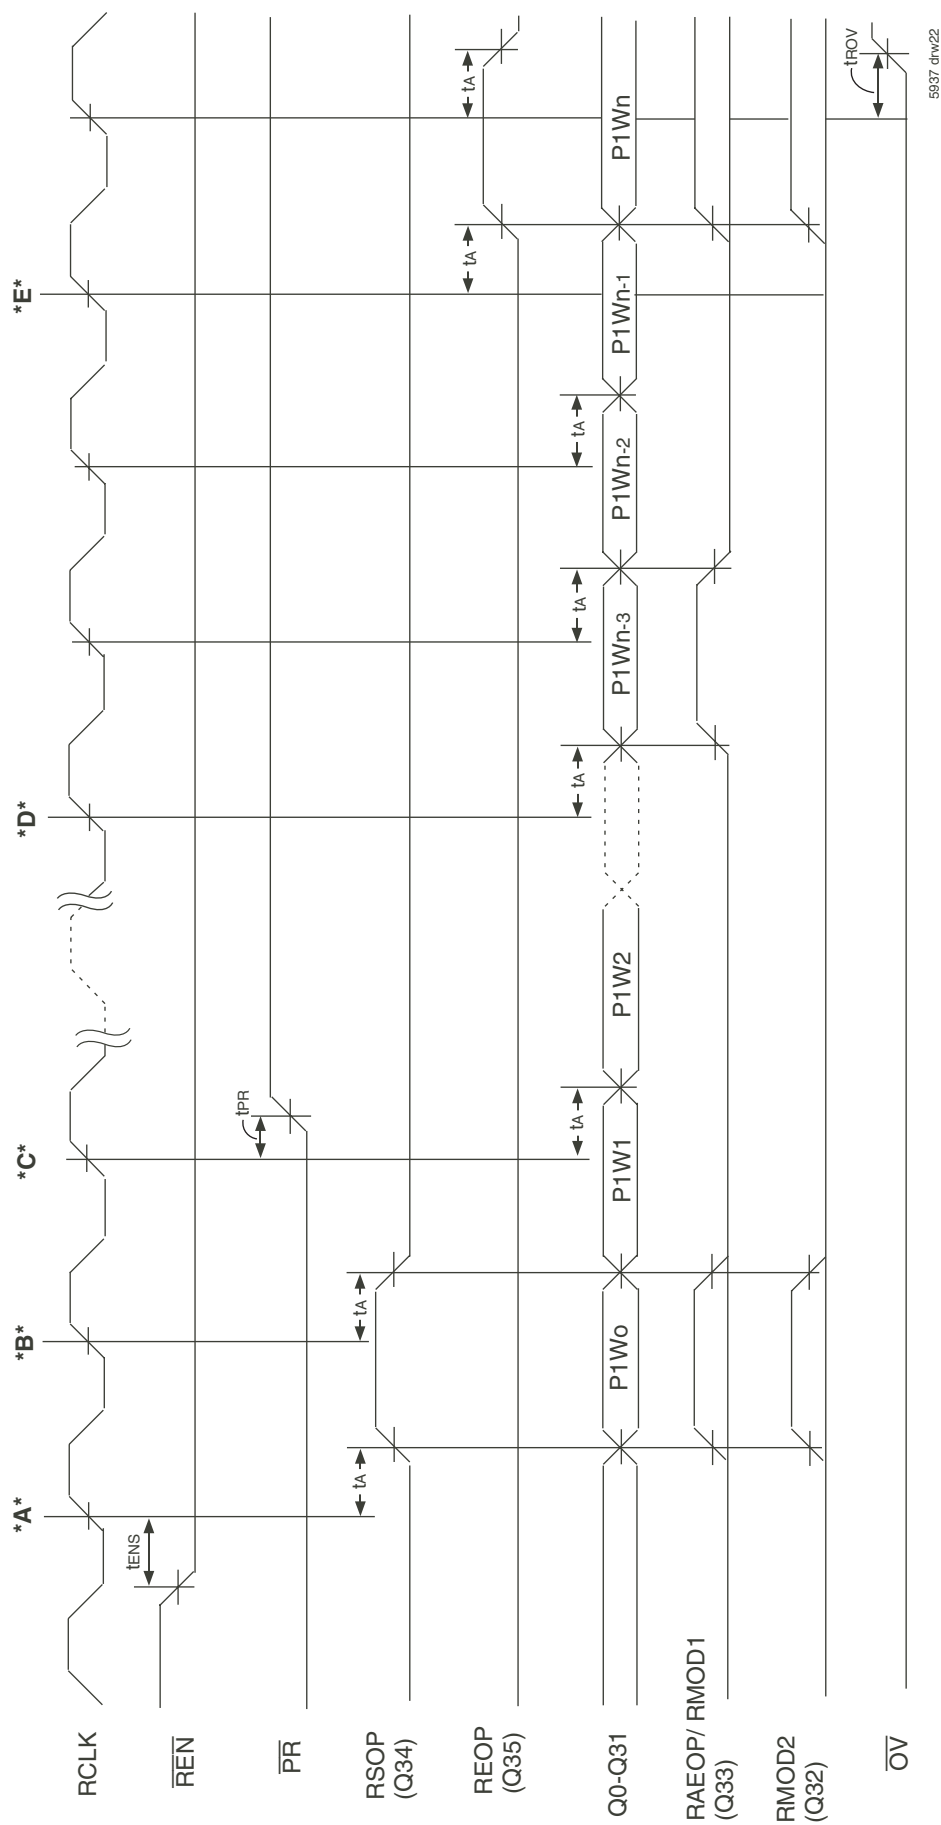 *A*
*B*
*C*
*D*
*E*
RCLK
tENS
REN
tPR
PR
tA
tA
RSOP
(Q34)
tA
tA
REOP
(Q35)
tA
tA
tA
tA
Q0-Q31
P1Wo
P1W1
P1W2
P1Wn-3
P1Wn-2
P1Wn-1
P1Wn
RAEOP/ RMOD1
(Q33)
RMOD2
(Q32)
tROV
OV
5937 drw22